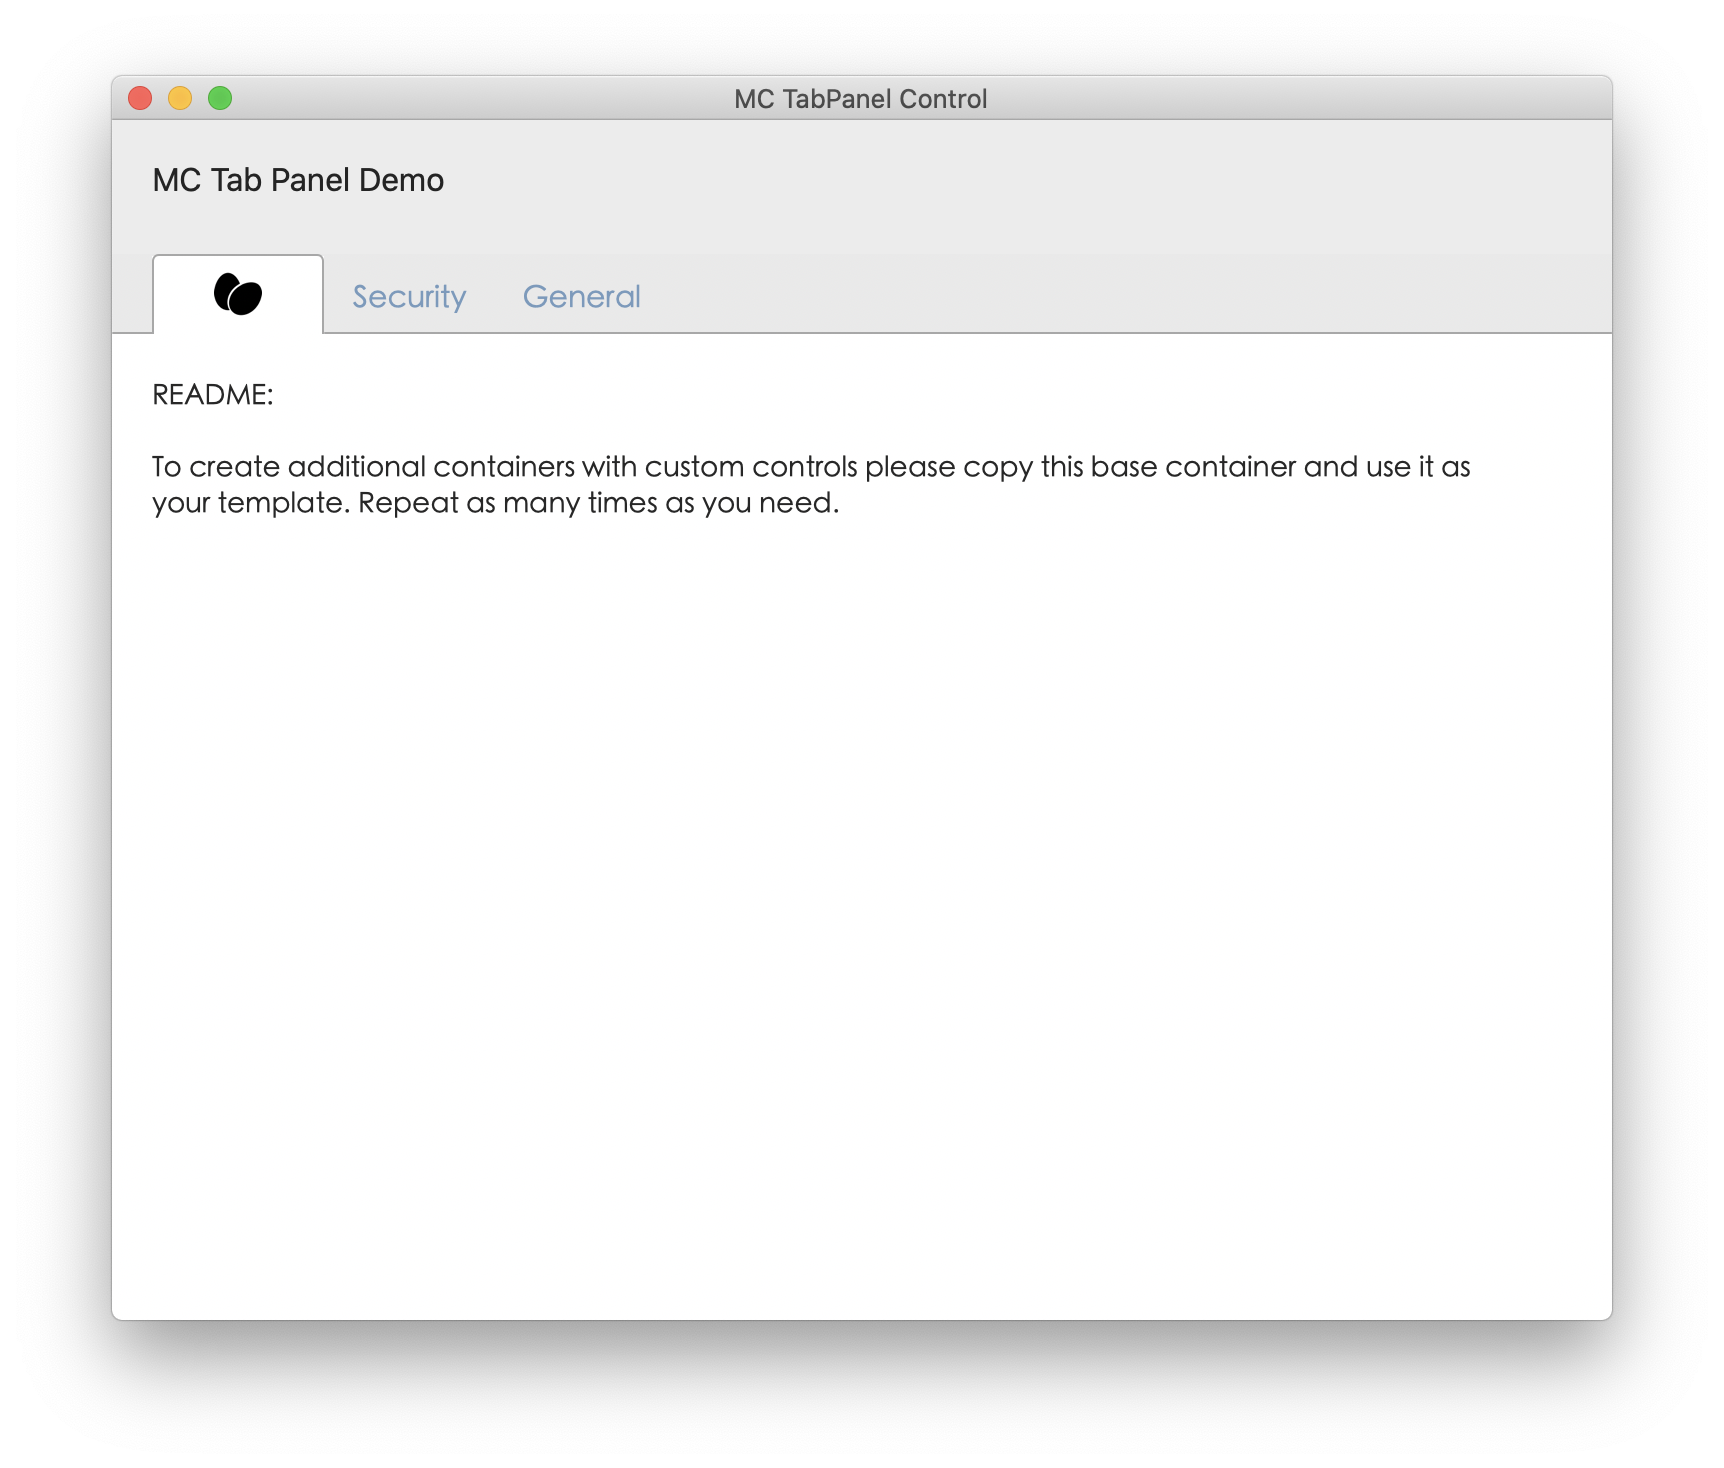 MC TabPanel Control
MC Tab Panel Demo
Security General
README:
To create additional containers with custom controls please copy this base container and use it as
your template. Repeat as many times as you need.